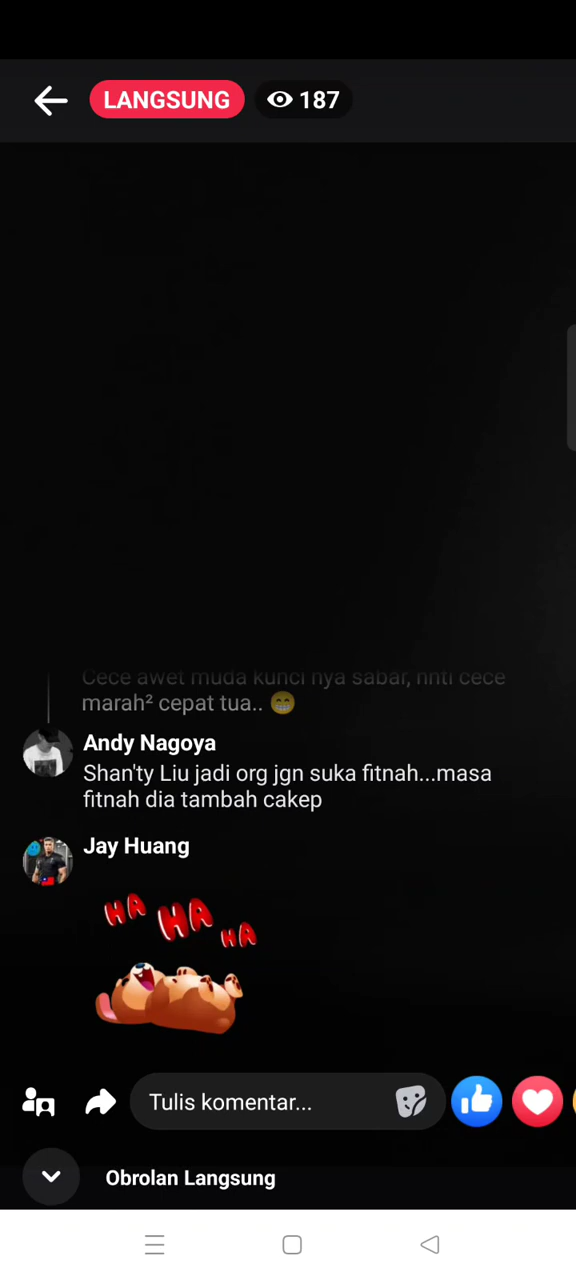 LANGSUNG
187
Cece awet muda kunci nya sabar, nnti cece
marah² cepat tua.. 😁
Andy Nagoya
Shan'ty Liu jadi org jgn suka fitnah...masa
fitnah dia tambah cakep
Jay Huang
HA HA HA
Tulis komentar...
Obrolan Langsung